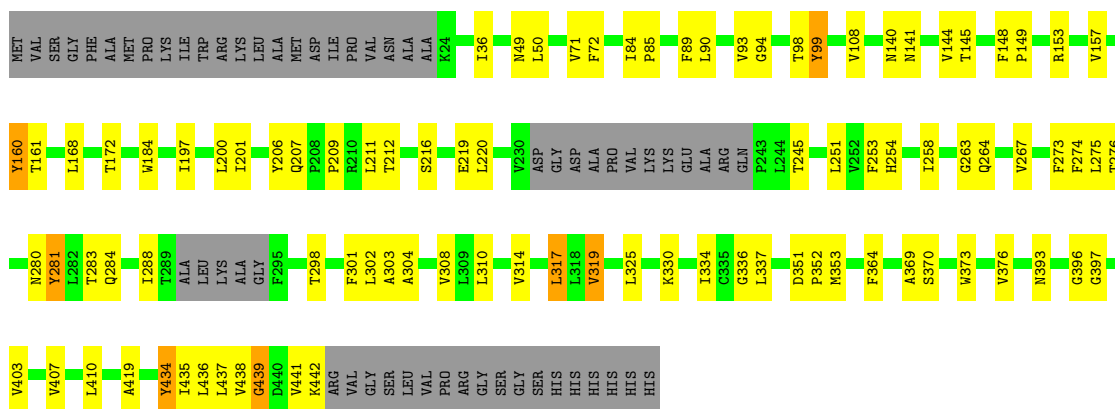 MET VAL SER GLY PHE ALA MET PRO LYS ILE TRP ARG LYS LEU ALA MET ASP ILE PRO VAL ASN ALA ALA K24 I36 N49 L50 V71 F72 I84 P85 F89 L90 V93 G94 T98 Y99 V108 N140 N141 V144 T145 F148 P149 R153 V157
Y160 T161 L168 T172 W184 I197 L200 I201 Y206 Q207 P208 P209 R210 L211 T212 S216 E219 L220 V230 ASP GLY ASP ALA PRO VAL LYS LYS GLU ALA ARG GLN P243 L244 T245 L251 V252 F253 H254 I258 G263 Q264 V267 F273 F274 L275 T276
N280 Y281 L282 T283 Q284 I288 T289 ALA LEU LYS ALA GLY F295 T298 F301 L302 A303 A304 V308 L309 L310 V314 L317 L318 V319 L325 K330 I334 C335 G336 L337 D351 P352 M353 F364 A369 S370 W373 V376 N393 G396 G397
V403 V407 L410 A419 Y434 I435 L436 L437 V438 G439 D440 V441 K442 ARG VAL GLY SER LEU VAL PRO ARG GLY SER GLY SER HIS HIS HIS HIS HIS HIS